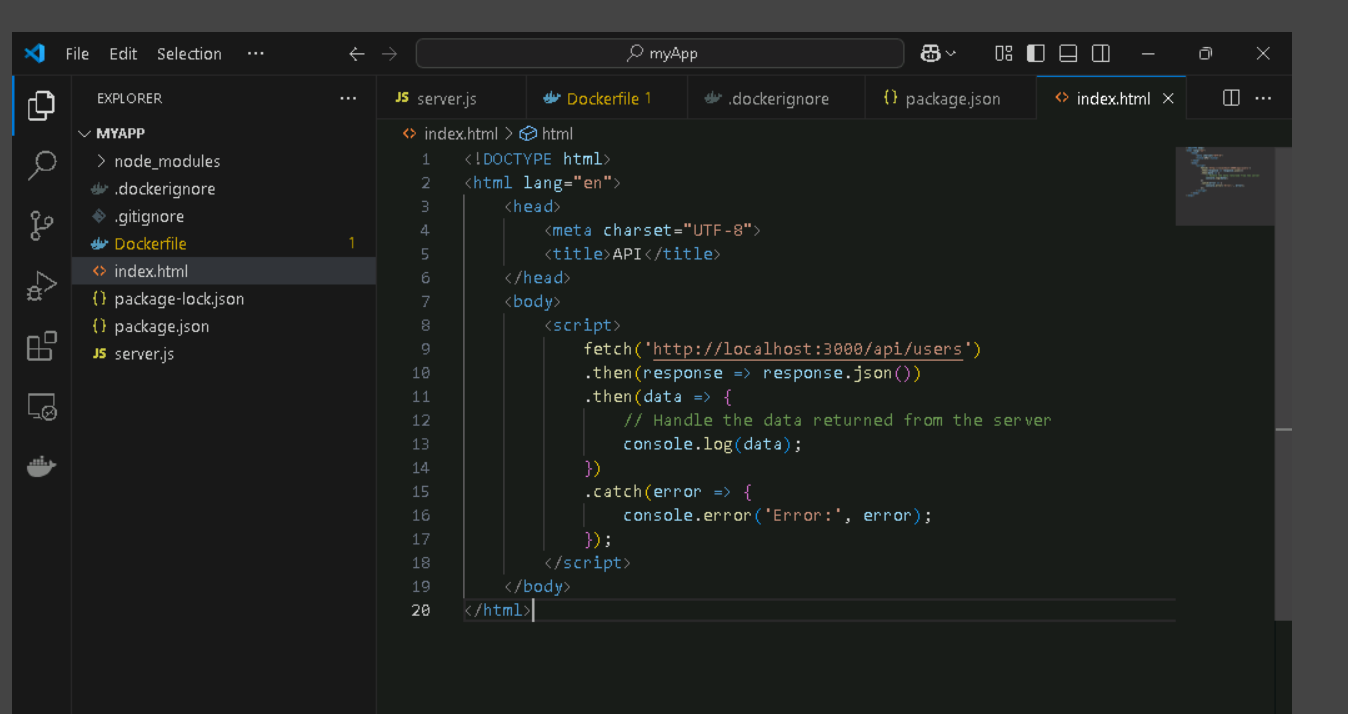 File Edit Selection ··· myApp
EXPLORER ···
MYAPP
node_modules
.dockerignore
.gitignore
Dockerfile 1
index.html
package-lock.json
package.json
JS server.js
JS server.js Dockerfile 1 .dockerignore {} package.json <> index.html
<> index.html > html
1 <!DOCTYPE html>
2 <html lang="en">
3 <head>
4 <meta charset="UTF-8">
5 <title>API</title>
6 </head>
7 <body>
8 <script>
9 fetch('http://localhost:3000/api/users')
10 .then(response => response.json())
11 .then(data => {
12 // Handle the data returned from the server
13 console.log(data);
14 })
15 .catch(error => {
16 console.error('Error:', error);
17 });
18 </script>
19 </body>
20 </html>